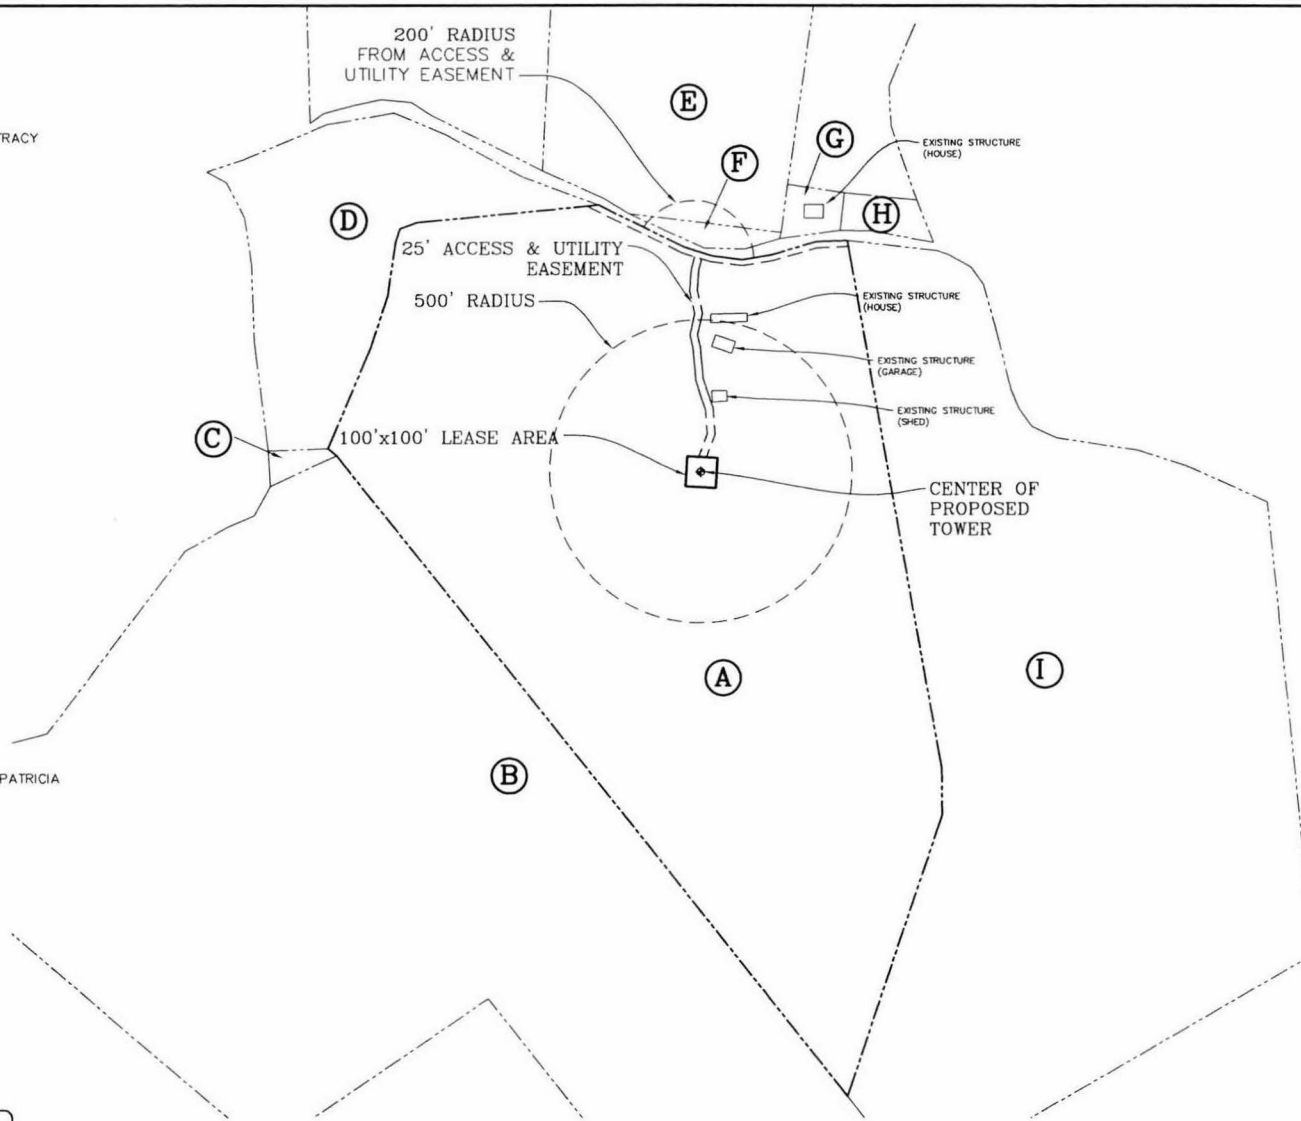 200' RADIUS
FROM ACCESS &
UTILITY EASEMENT
E
TRACY
G
EXISTING STRUCTURE
(HOUSE)
F
D
H
25' ACCESS & UTILITY
EASEMENT
500' RADIUS
EXISTING STRUCTURE
(HOUSE)
EXISTING STRUCTURE
(GARAGE)
EXISTING STRUCTURE
(SHED)
C
100'x100' LEASE AREA
CENTER OF
PROPOSED
TOWER
A
I
B
PATRICIA